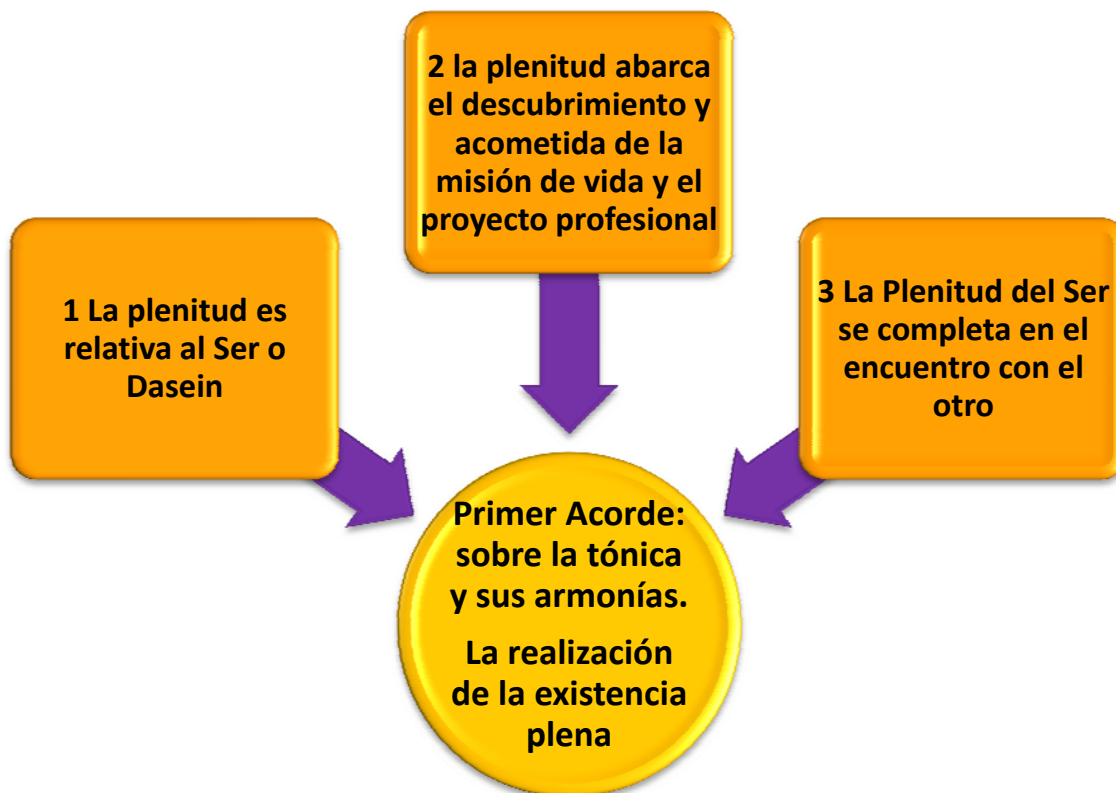 1 La plenitud es
relativa al Ser o
Dasein
2 la plenitud abarca
el descubrimiento y
acometida de la
misión de vida y el
proyecto profesional
3 La Plenitud del Ser
se completa en el
encuentro con el
otro
Primer Acorde:
sobre la tónica
y sus armonías.
La realización
de la existencia
plena